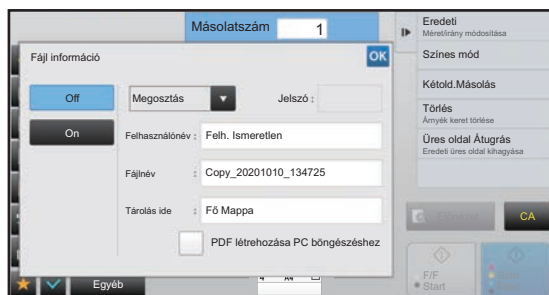 Másolatszám 1
Fájl információ
OK
Off
On
Megosztás
Jelszó :
Felhasználónév : Felh. Ismeretlen
Fájlnév : Copy_20201010_134725
Tárolás ide : Fő Mappa
PDF létrehozása PC böngészéshez
Egyéb
A4
Eredeti
Méret/irány módosítása
Színes mód
Kétold.Másolás
Törlés
Árnyék keret törlése
Üres oldal Átugrás
Eredeti üres oldal kihagyása
CA
F/F
Start